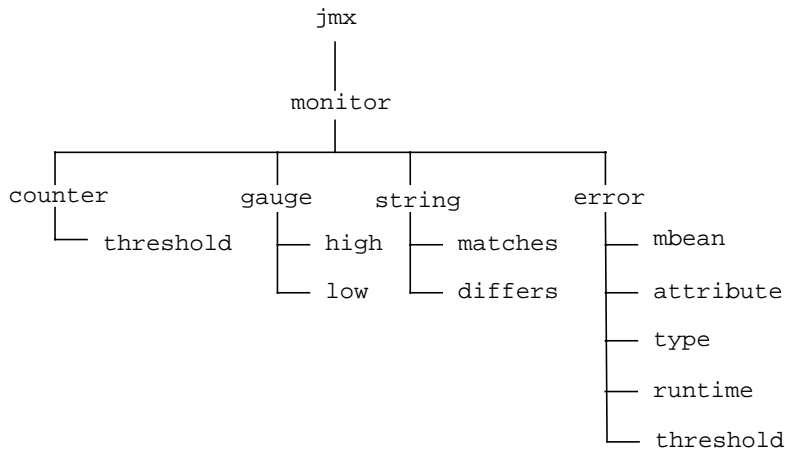 jmx
monitor
counter gauge string error
threshold high matches mbean
low differs attribute
type
runtime
threshold